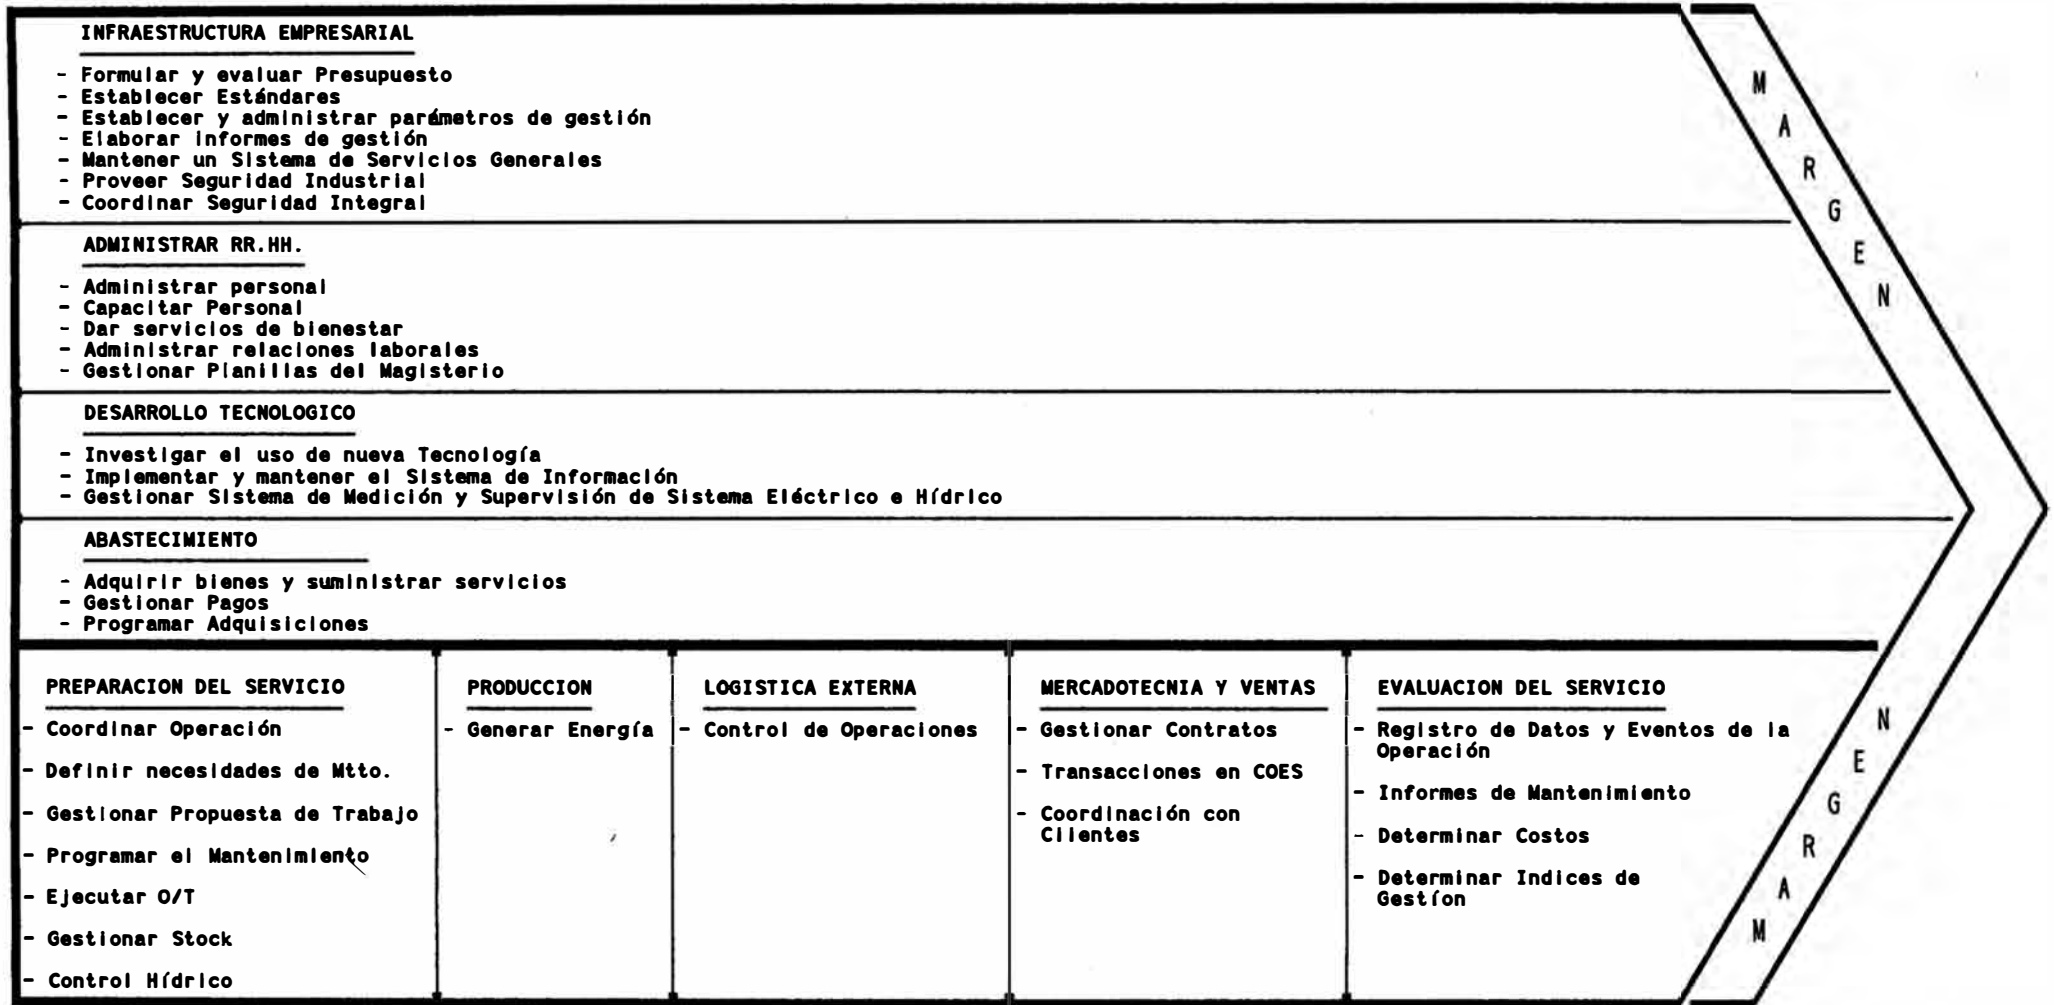 INFRAESTRUCTURA EMPRESARIAL
- Formular y evaluar Presupuesto
- Establecer Estándares
- Establecer y administrar parámetros de gestión
- Elaborar informes de gestión
- Mantener un Sistema de Servicios Generales
- Proveer Seguridad Industrial
- Coordinar Seguridad Integral
ADMINISTRAR RR.HH.
- Administrar personal
- Capacitar Personal
- Dar servicios de bienestar
- Administrar relaciones laborales
- Gestionar Planillas del Magisterio
DESARROLLO TECNOLOGICO
- Investigar el uso de nueva Tecnología
- Implementar y mantener el Sistema de Información
- Gestionar Sistema de Medición y Supervisión de Sistema Eléctrico e Hídrico
ABASTECIMIENTO
- Adquirir bienes y suministrar servicios
- Gestionar Pagos
- Programar Adquisiciones
PREPARACION DEL SERVICIO
- Coordinar Operación
- Definir necesidades de Mtto.
- Gestionar Propuesta de Trabajo
- Programar el Mantenimiento
- Ejecutar O/T
- Gestionar Stock
- Control Hídrico
PRODUCCION
- Generar Energía
LOGISTICA EXTERNA
- Control de Operaciones
MERCADOTECNIA Y VENTAS
- Gestionar Contratos
- Transacciones en COES
- Coordinación con
Clientes
EVALUACION DEL SERVICIO
- Registro de Datos y Eventos de la
Operación
- Informes de Mantenimiento
- Determinar Costos
- Determinar Indices de
Gestíon
MARGEN
MARGEN